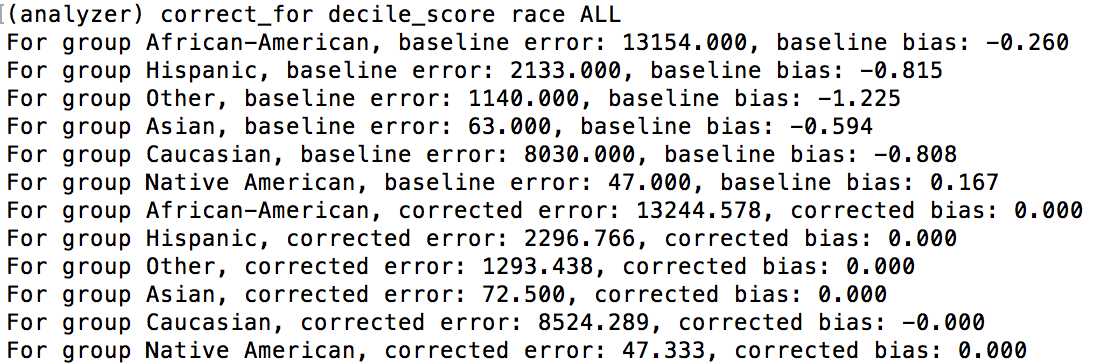 (analyzer) correct_for decile_score race ALL
For group African-American, baseline error: 13154.000, baseline bias: -0.260
For group Hispanic, baseline error: 2133.000, baseline bias: -0.815
For group Other, baseline error: 1140.000, baseline bias: -1.225
For group Asian, baseline error: 63.000, baseline bias: -0.594
For group Caucasian, baseline error: 8030.000, baseline bias: -0.808
For group Native American, baseline error: 47.000, baseline bias: 0.167
For group African-American, corrected error: 13244.578, corrected bias: 0.000
For group Hispanic, corrected error: 2296.766, corrected bias: 0.000
For group Other, corrected error: 1293.438, corrected bias: 0.000
For group Asian, corrected error: 72.500, corrected bias: 0.000
For group Caucasian, corrected error: 8524.289, corrected bias: -0.000
For group Native American, corrected error: 47.333, corrected bias: 0.000